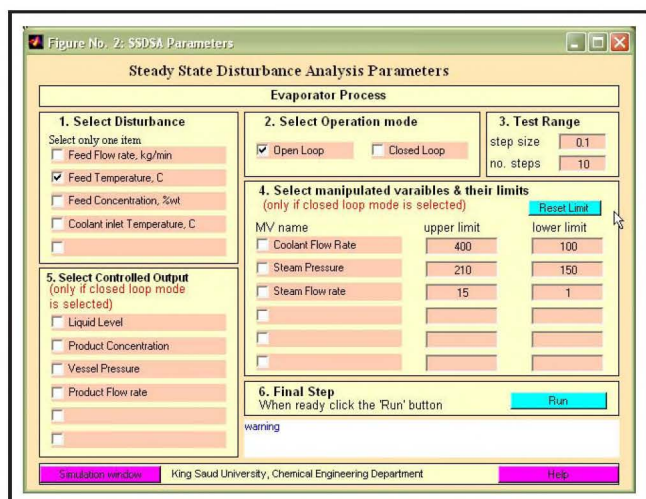 Figure No. 2: SSDSA Parameters
Steady State Disturbance Analysis Parameters
Evaporator Process
1. Select Disturbance
Select only one item
Feed Flow rate, kg/min
Feed Temperature, C
Feed Concentration, %wt
Coolant inlet Temperature, C
2. Select Operation mode
Open Loop
Closed Loop
3. Test Range
step size 0.1
no. steps 10
4. Select manipulated varaibles & their limits
(only if closed loop mode is selected)
Reset Limit
MV name upper limit lower limit
Coolant Flow Rate 400 100
Steam Pressure 210 150
Steam Flow rate 15 1
5. Select Controlled Output
(only if closed loop mode
is selected)
Liquid Level
Product Concentration
Vessel Pressure
Product Flow rate
6. Final Step
When ready click the 'Run' button
Run
warning
Simulation window
King Saud University, Chemical Engineering Department
Help